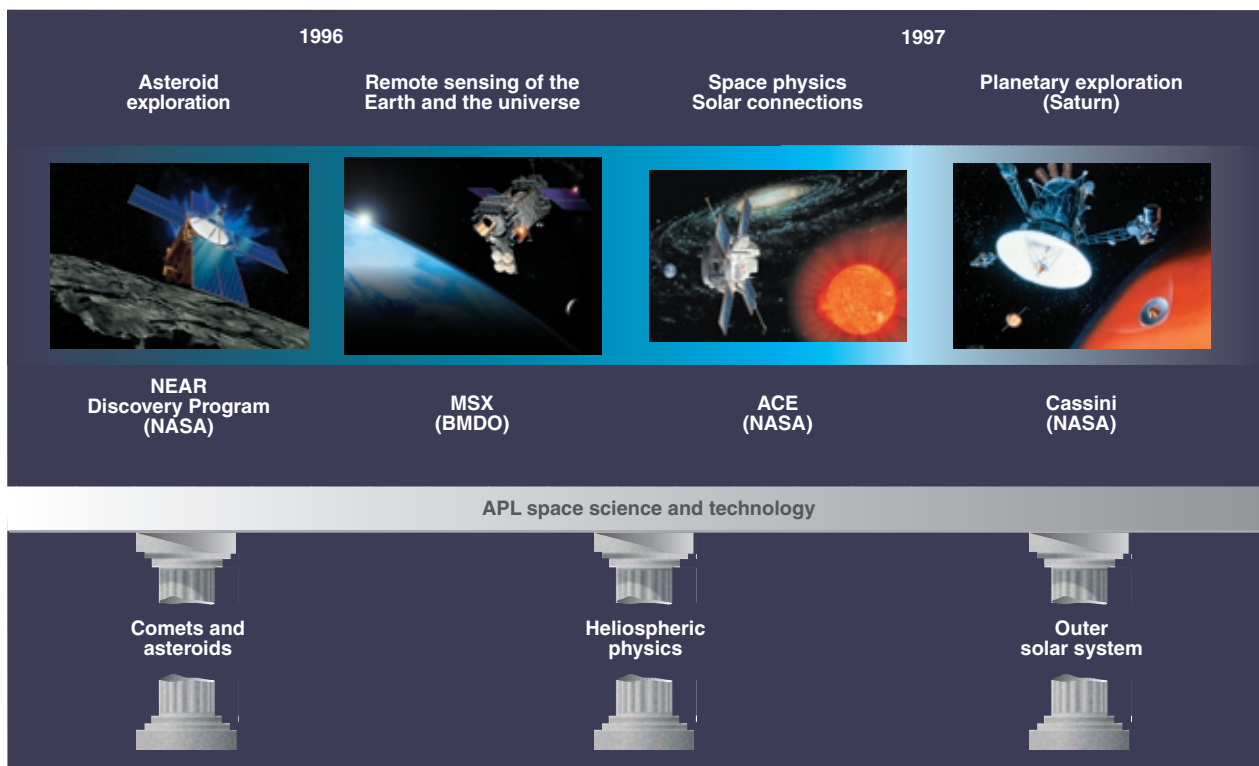 1996
1997
Asteroid
exploration
Remote sensing of the
Earth and the universe
Space physics
Solar connections
Planetary exploration
(Saturn)
NEAR
Discovery Program
(NASA)
MSX
(BMDO)
ACE
(NASA)
Cassini
(NASA)
APL space science and technology
Comets and
asteroids
Heliospheric
physics
Outer
solar system